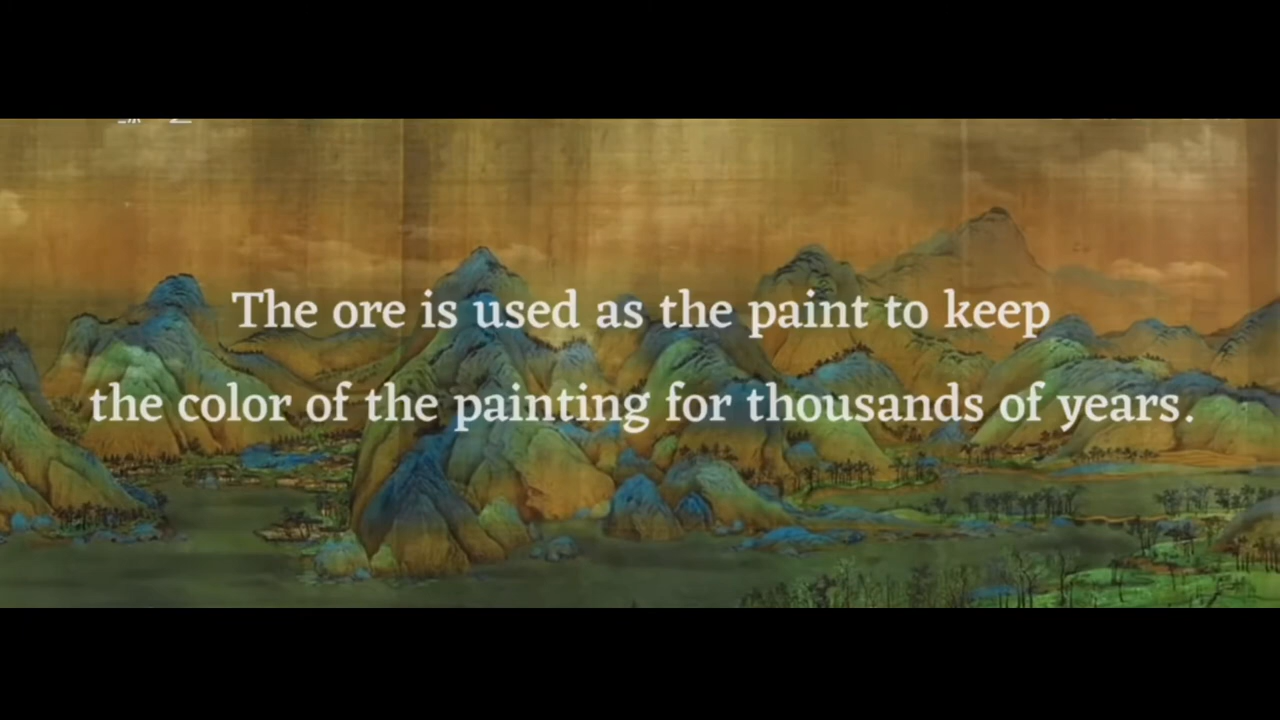 The ore is used as the paint to keep
the color of the painting for thousands of years.